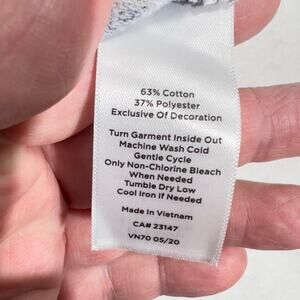 63% Cotton
37% Polyester
Exclusive Of Decoration
Turn Garment Inside Out
Machine Wash Cold
Gentle Cycle
Only Non-Chlorine Bleach
When Needed
Tumble Dry Low
Cool Iron If Needed
Made In Vietnam
CA# 23147
VN70 05/20